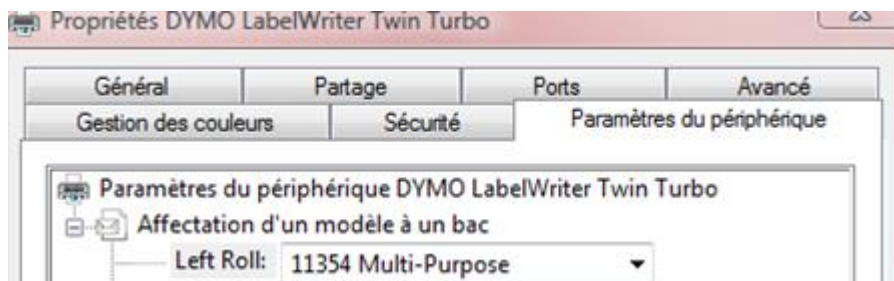 Propriétés DYMO LabelWriter Twin Turbo
Général Partage Ports Avancé
Gestion des couleurs Sécurité Paramètres du périphérique
Paramètres du périphérique DYMO LabelWriter Twin Turbo
Affectation d'un modèle à un bac
Left Roll: 11354 Multi-Purpose